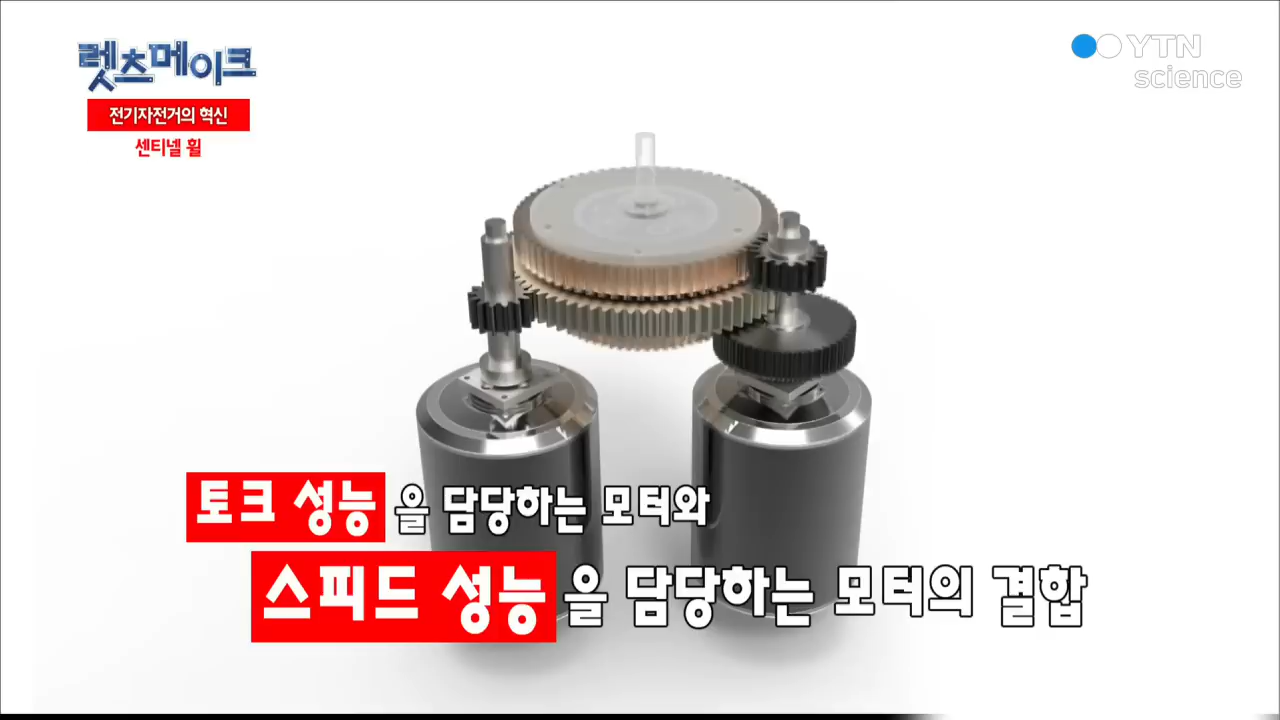 렛츠메이크
전기자전거의 혁신
센티넬 휠
YTN
science
토크 성능을 담당하는 모터와
스피드 성능을 담당하는 모터의 결합